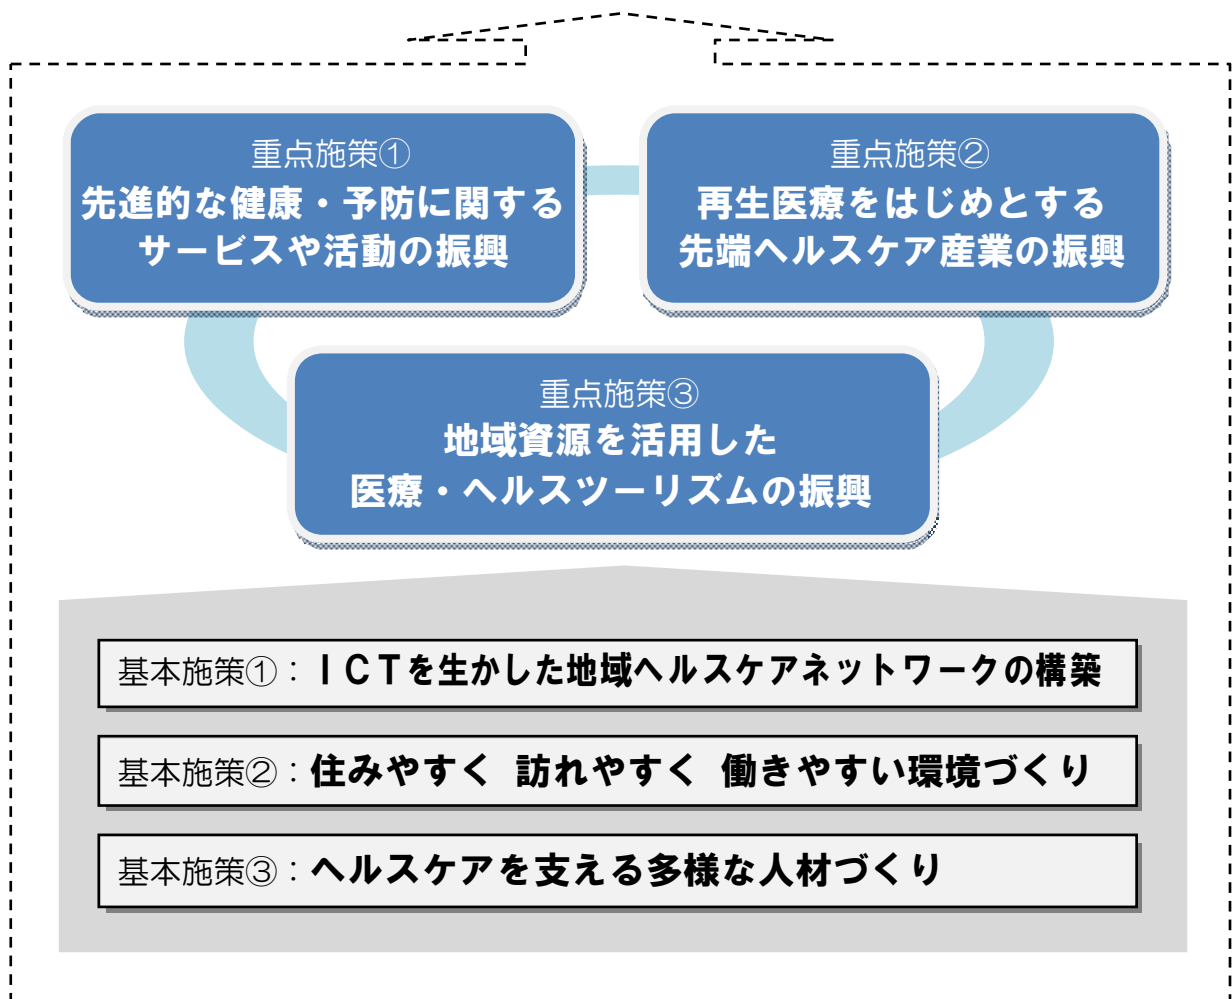 重点施策①
先進的な健康・予防に関する
サービスや活動の振興
重点施策②
再生医療をはじめとする
先端ヘルスケア産業の振興
重点施策③
地域資源を活用した
医療・ヘルスツーリズムの振興
基本施策①：ＩＣＴを生かした地域ヘルスケアネットワークの構築
基本施策②：住みやすく 訪れやすく 働きやすい環境づくり
基本施策③：ヘルスケアを支える多様な人材づくり